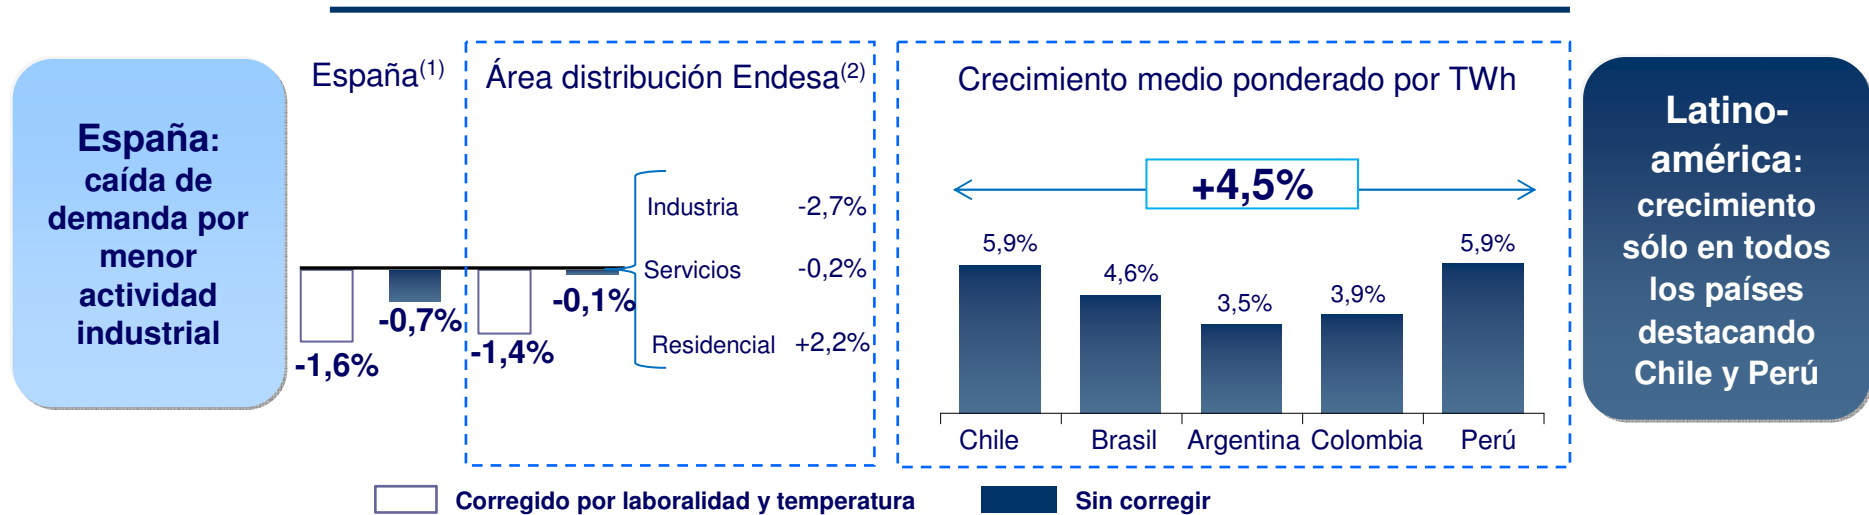 España:
caída de
demanda por
menor
actividad
industrial
España(1)
-1,6%
-0,7%
Área distribución Endesa(2)
-1,4%
-0,1%
Industria -2,7%
Servicios -0,2%
Residencial +2,2%
Crecimiento medio ponderado por TWh
+4,5%
5,9%
4,6%
3,5%
3,9%
5,9%
Chile Brasil Argentina Colombia Perú
Latino-
américa:
crecimiento
sólo en todos
los países
destacando
Chile y Perú
Corregido por laboralidad y temperatura
Sin corregir